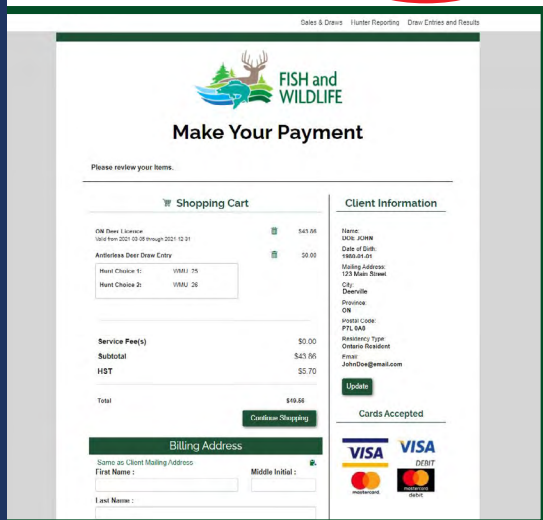 Sales & Draws Hunter Reporting Draw Entries and Results
FISH and
WILDLIFE
Make Your Payment
Please review your Items.
Shopping Cart
ON Deer Licence $43.86
Valid from 2021-03-05 through 2021-12-31
Antlerless Deer Draw Entry $0.00
Hunt Choice 1: WMU 25
Hunt Choice 2: WMU 26
Service Fee(s) $0.00
Subtotal $43.86
HST $5.70
Total $49.56
Continue Shopping
Billing Address
Same as Client Mailing Address
First Name : Middle Initial :
Last Name :
Client Information
Name:
DOE JOHN
Date of Birth:
1980-01-01
Mailing Address:
123 Main Street
City:
Deerville
Province:
ON
Postal Code:
P7L 0A0
Residency Type:
Ontario Resident
Email:
JohnDoe@email.com
Update
Cards Accepted
VISA VISA
DEBIT
mastercard mastercard
debit